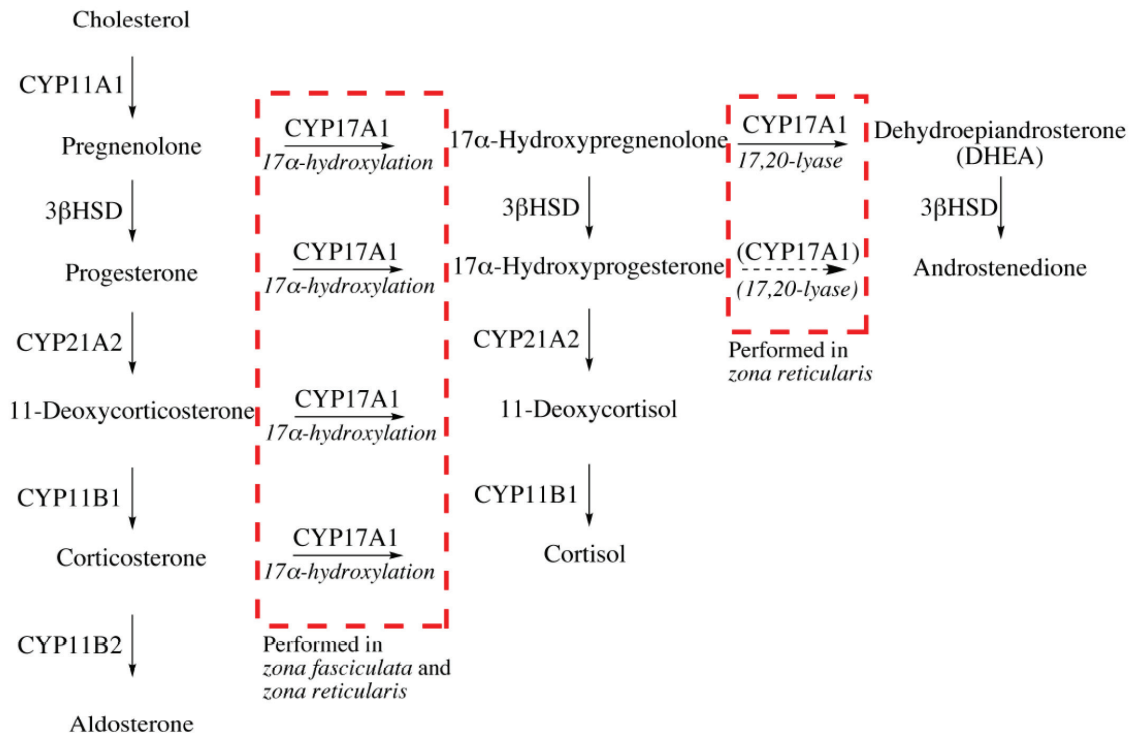 Cholesterol
CYP11A1
Pregnenolone
CYP17A1
17α-hydroxylation
17α-Hydroxypregnenolone
CYP17A1
17,20-lyase
Dehydroepiandrosterone
(DHEA)
3βHSD
3βHSD
3βHSD
Progesterone
CYP17A1
17α-hydroxylation
17α-Hydroxyprogesterone
(CYP17A1)
(17,20-lyase)
Androstenedione
CYP21A2
CYP21A2
Performed in
zona reticularis
11-Deoxycorticosterone
CYP17A1
17α-hydroxylation
11-Deoxycortisol
CYP11B1
CYP11B1
Corticosterone
CYP17A1
17α-hydroxylation
Cortisol
CYP11B2
Performed in
zona fasciculata and
zona reticularis
Aldosterone